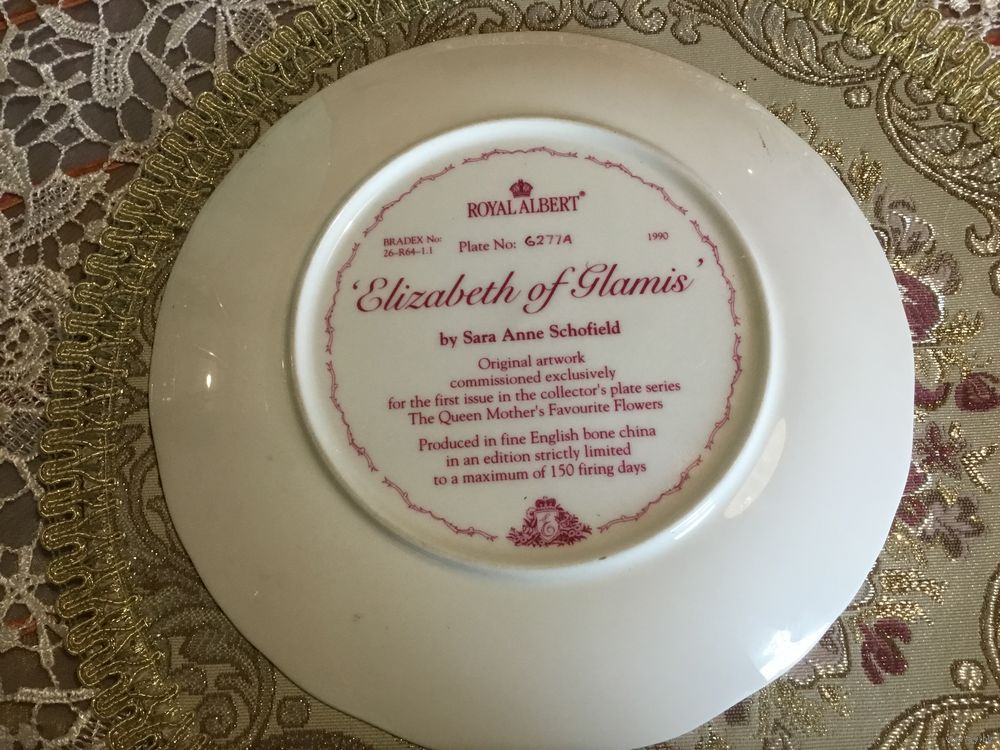 ROYAL ALBERT®
BRADEX No:
26-R64-1.1
Plate No: 6277A
1990
'Elizabeth of Glamis'
by Sara Anne Schofield
Original artwork
commissioned exclusively
for the first issue in the collector's plate series
The Queen Mother's Favourite Flowers
Produced in fine English bone china
in an edition strictly limited
to a maximum of 150 firing days